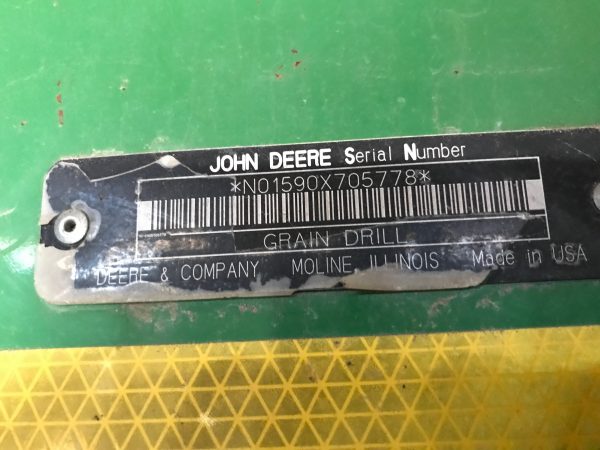 JOHN DEERE Serial Number
*N01590X705778*
GRAIN DRILL
DEERE & COMPANY MOLINE ILLINOIS Made in USA